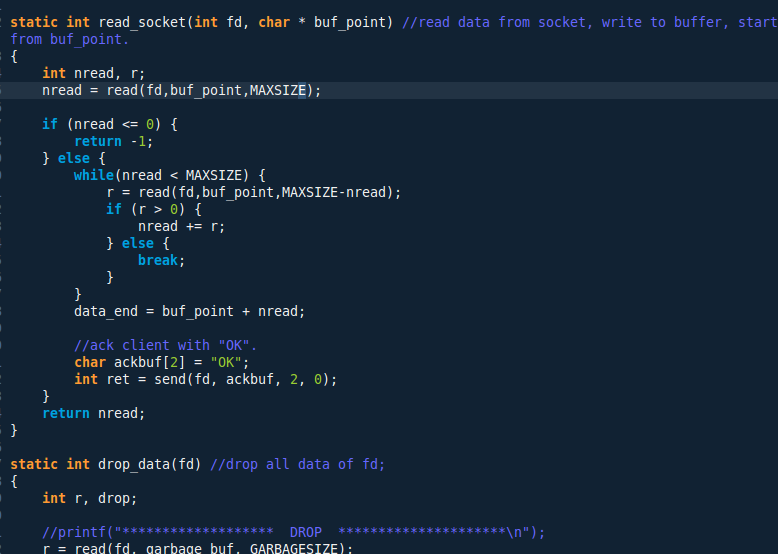 static int read_socket(int fd, char * buf_point) //read data from socket, write to buffer, start
from buf_point.
{
    int nread, r;
    nread = read(fd,buf_point,MAXSIZE);

    if (nread <= 0) {
        return -1;
    } else {
        while(nread < MAXSIZE) {
            r = read(fd,buf_point,MAXSIZE-nread);
            if (r > 0) {
                nread += r;
            } else {
                break;
            }
        }
        data_end = buf_point + nread;

        //ack client with "OK".
        char ackbuf[2] = "OK";
        int ret = send(fd, ackbuf, 2, 0);
    }
    return nread;
}

static int drop_data(fd) //drop all data of fd;
{
    int r, drop;

    //printf("*******************  DROP  *********************\n");
    r = read(fd, garbage_buf, GARBAGESIZE);